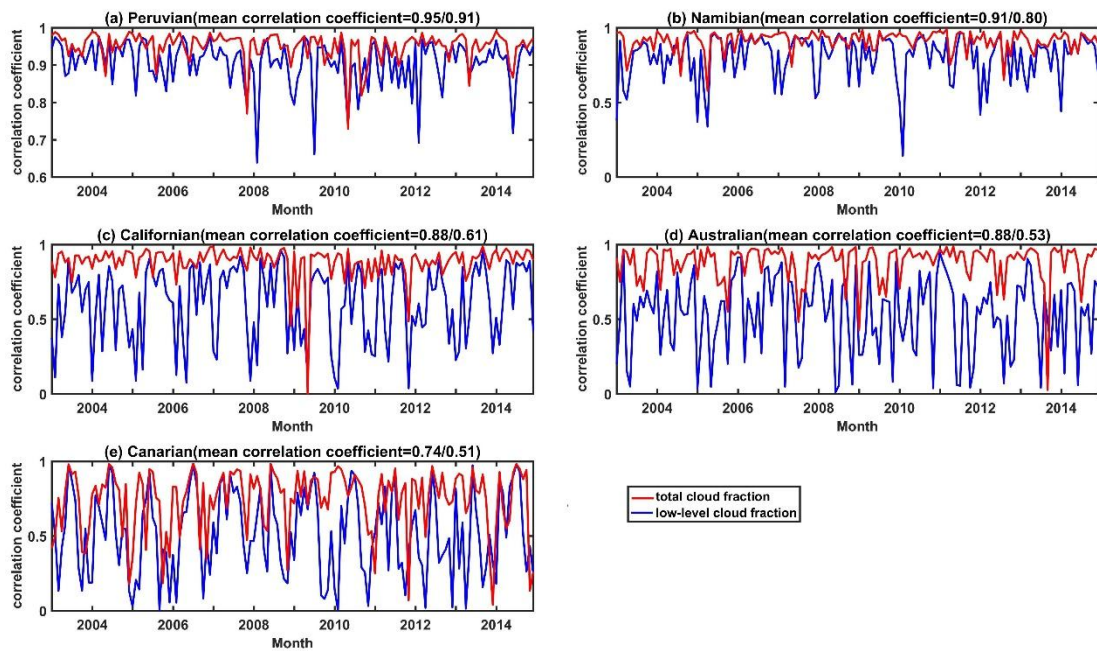 (a) Peruvian(mean correlation coefficient=0.95/0.91)
correlation coefficient
1
0.9
0.8
0.7
0.6
2004 2006 2008 2010 2012 2014
Month
(b) Namibian(mean correlation coefficient=0.91/0.80)
correlation coefficient
1
0.5
0
2004 2006 2008 2010 2012 2014
Month
(c) Californian(mean correlation coefficient=0.88/0.61)
correlation coefficient
1
0.5
0
2004 2006 2008 2010 2012 2014
Month
(d) Australian(mean correlation coefficient=0.88/0.53)
correlation coefficient
1
0.5
0
2004 2006 2008 2010 2012 2014
Month
(e) Canarian(mean correlation coefficient=0.74/0.51)
correlation coefficient
1
0.5
0
2004 2006 2008 2010 2012 2014
Month
total cloud fraction
low-level cloud fraction